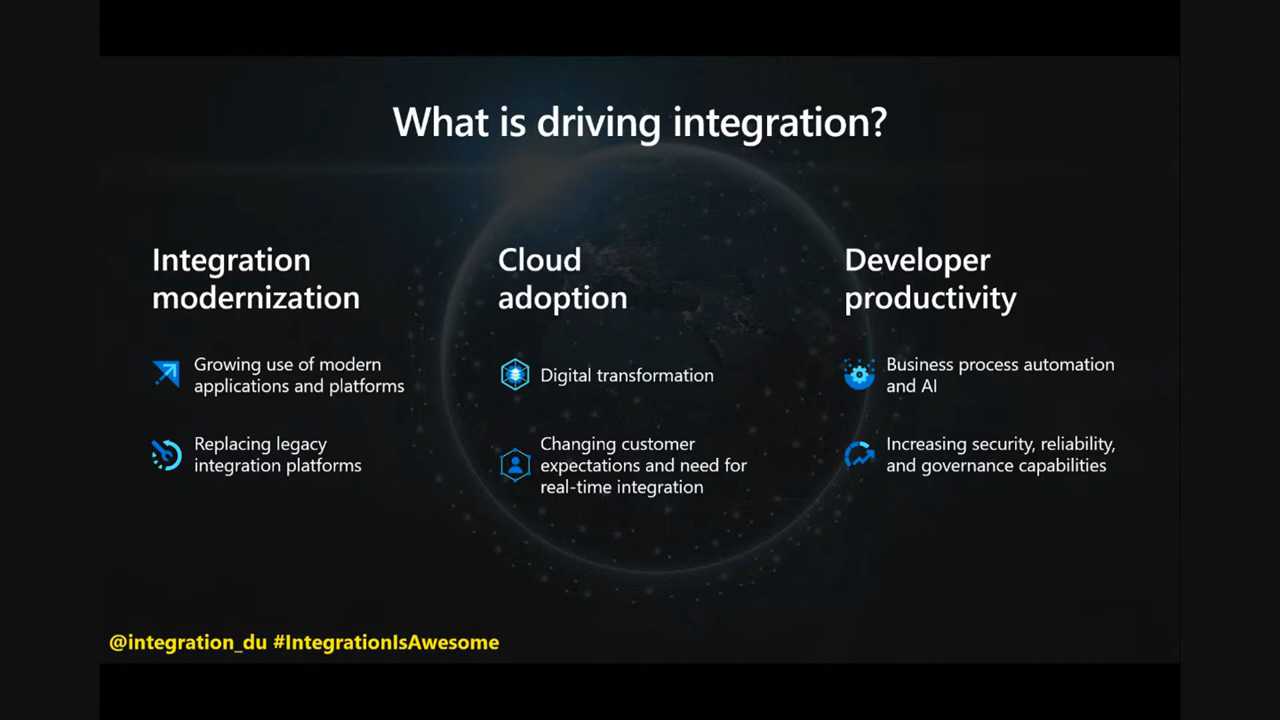 What is driving integration?
Integration
modernization
Growing use of modern
applications and platforms
Replacing legacy
integration platforms
Cloud
adoption
Digital transformation
Changing customer
expectations and need for
real-time integration
Developer
productivity
Business process automation
and AI
Increasing security, reliability,
and governance capabilities
@integration_du #IntegrationIsAwesome